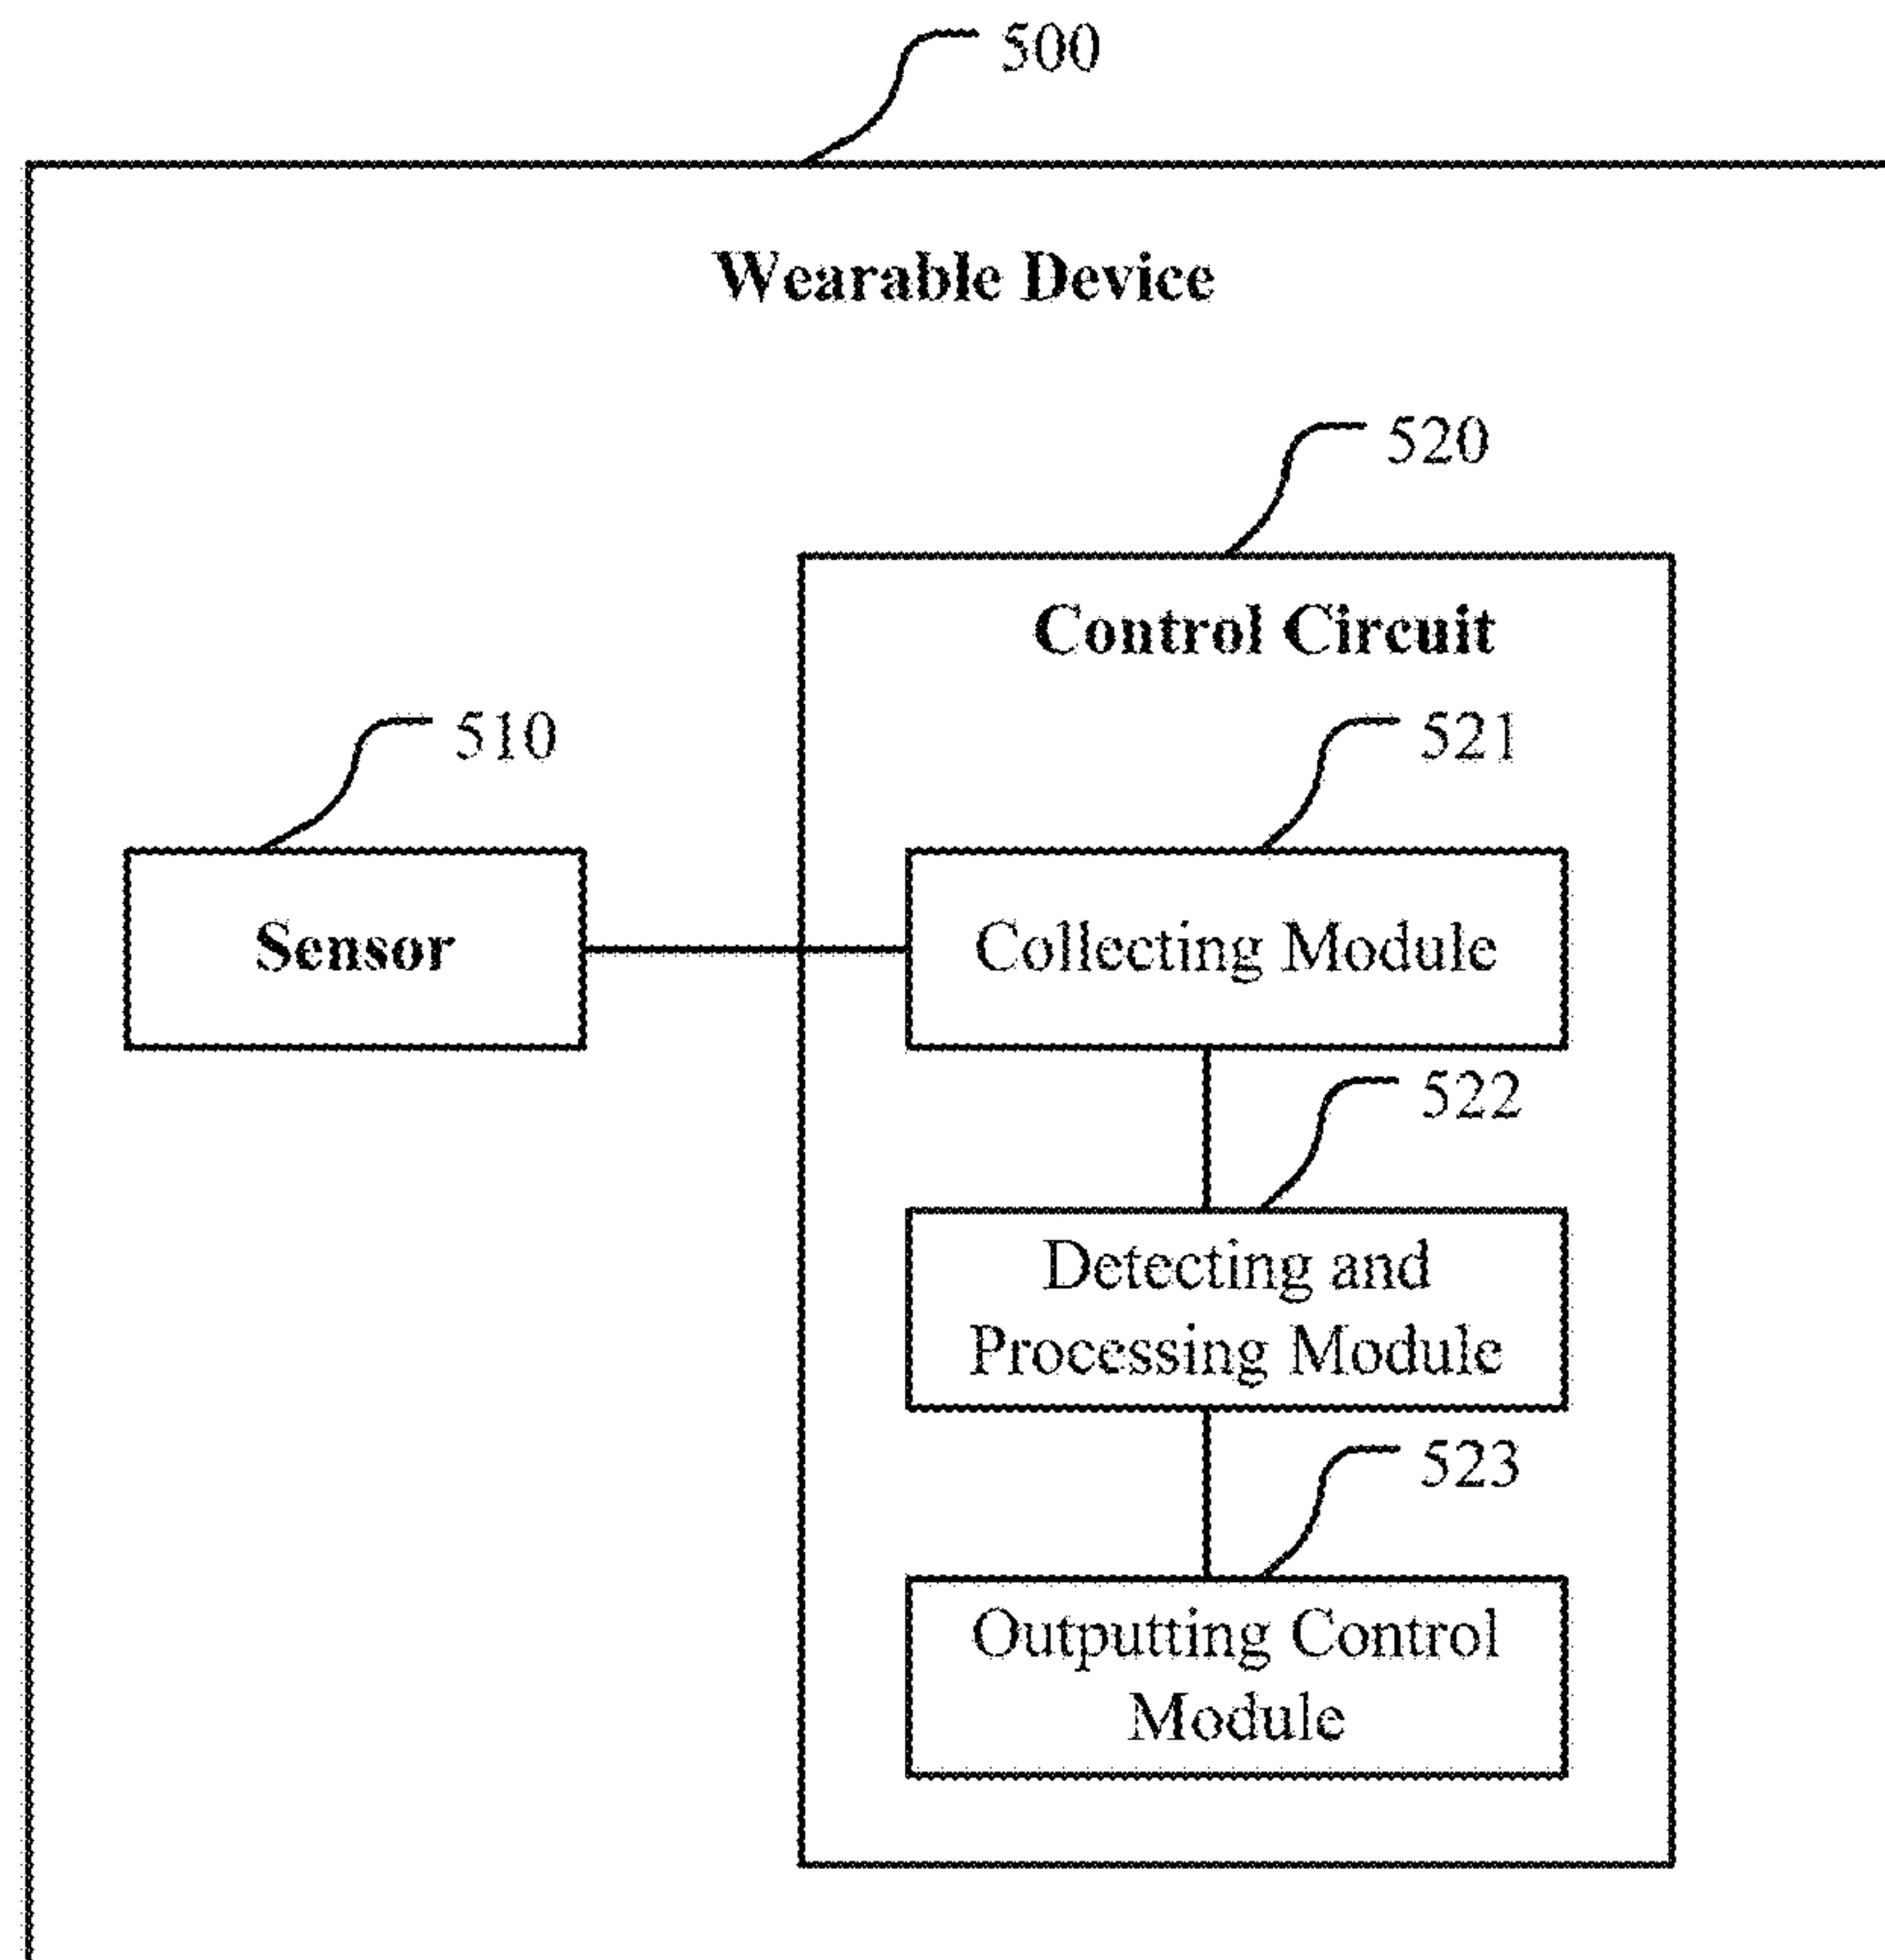 500
Wearable Device
520
Control Circuit
510
521
Sensor
Collecting Module
522
Detecting and
Processing Module
523
Outputting Control
Module